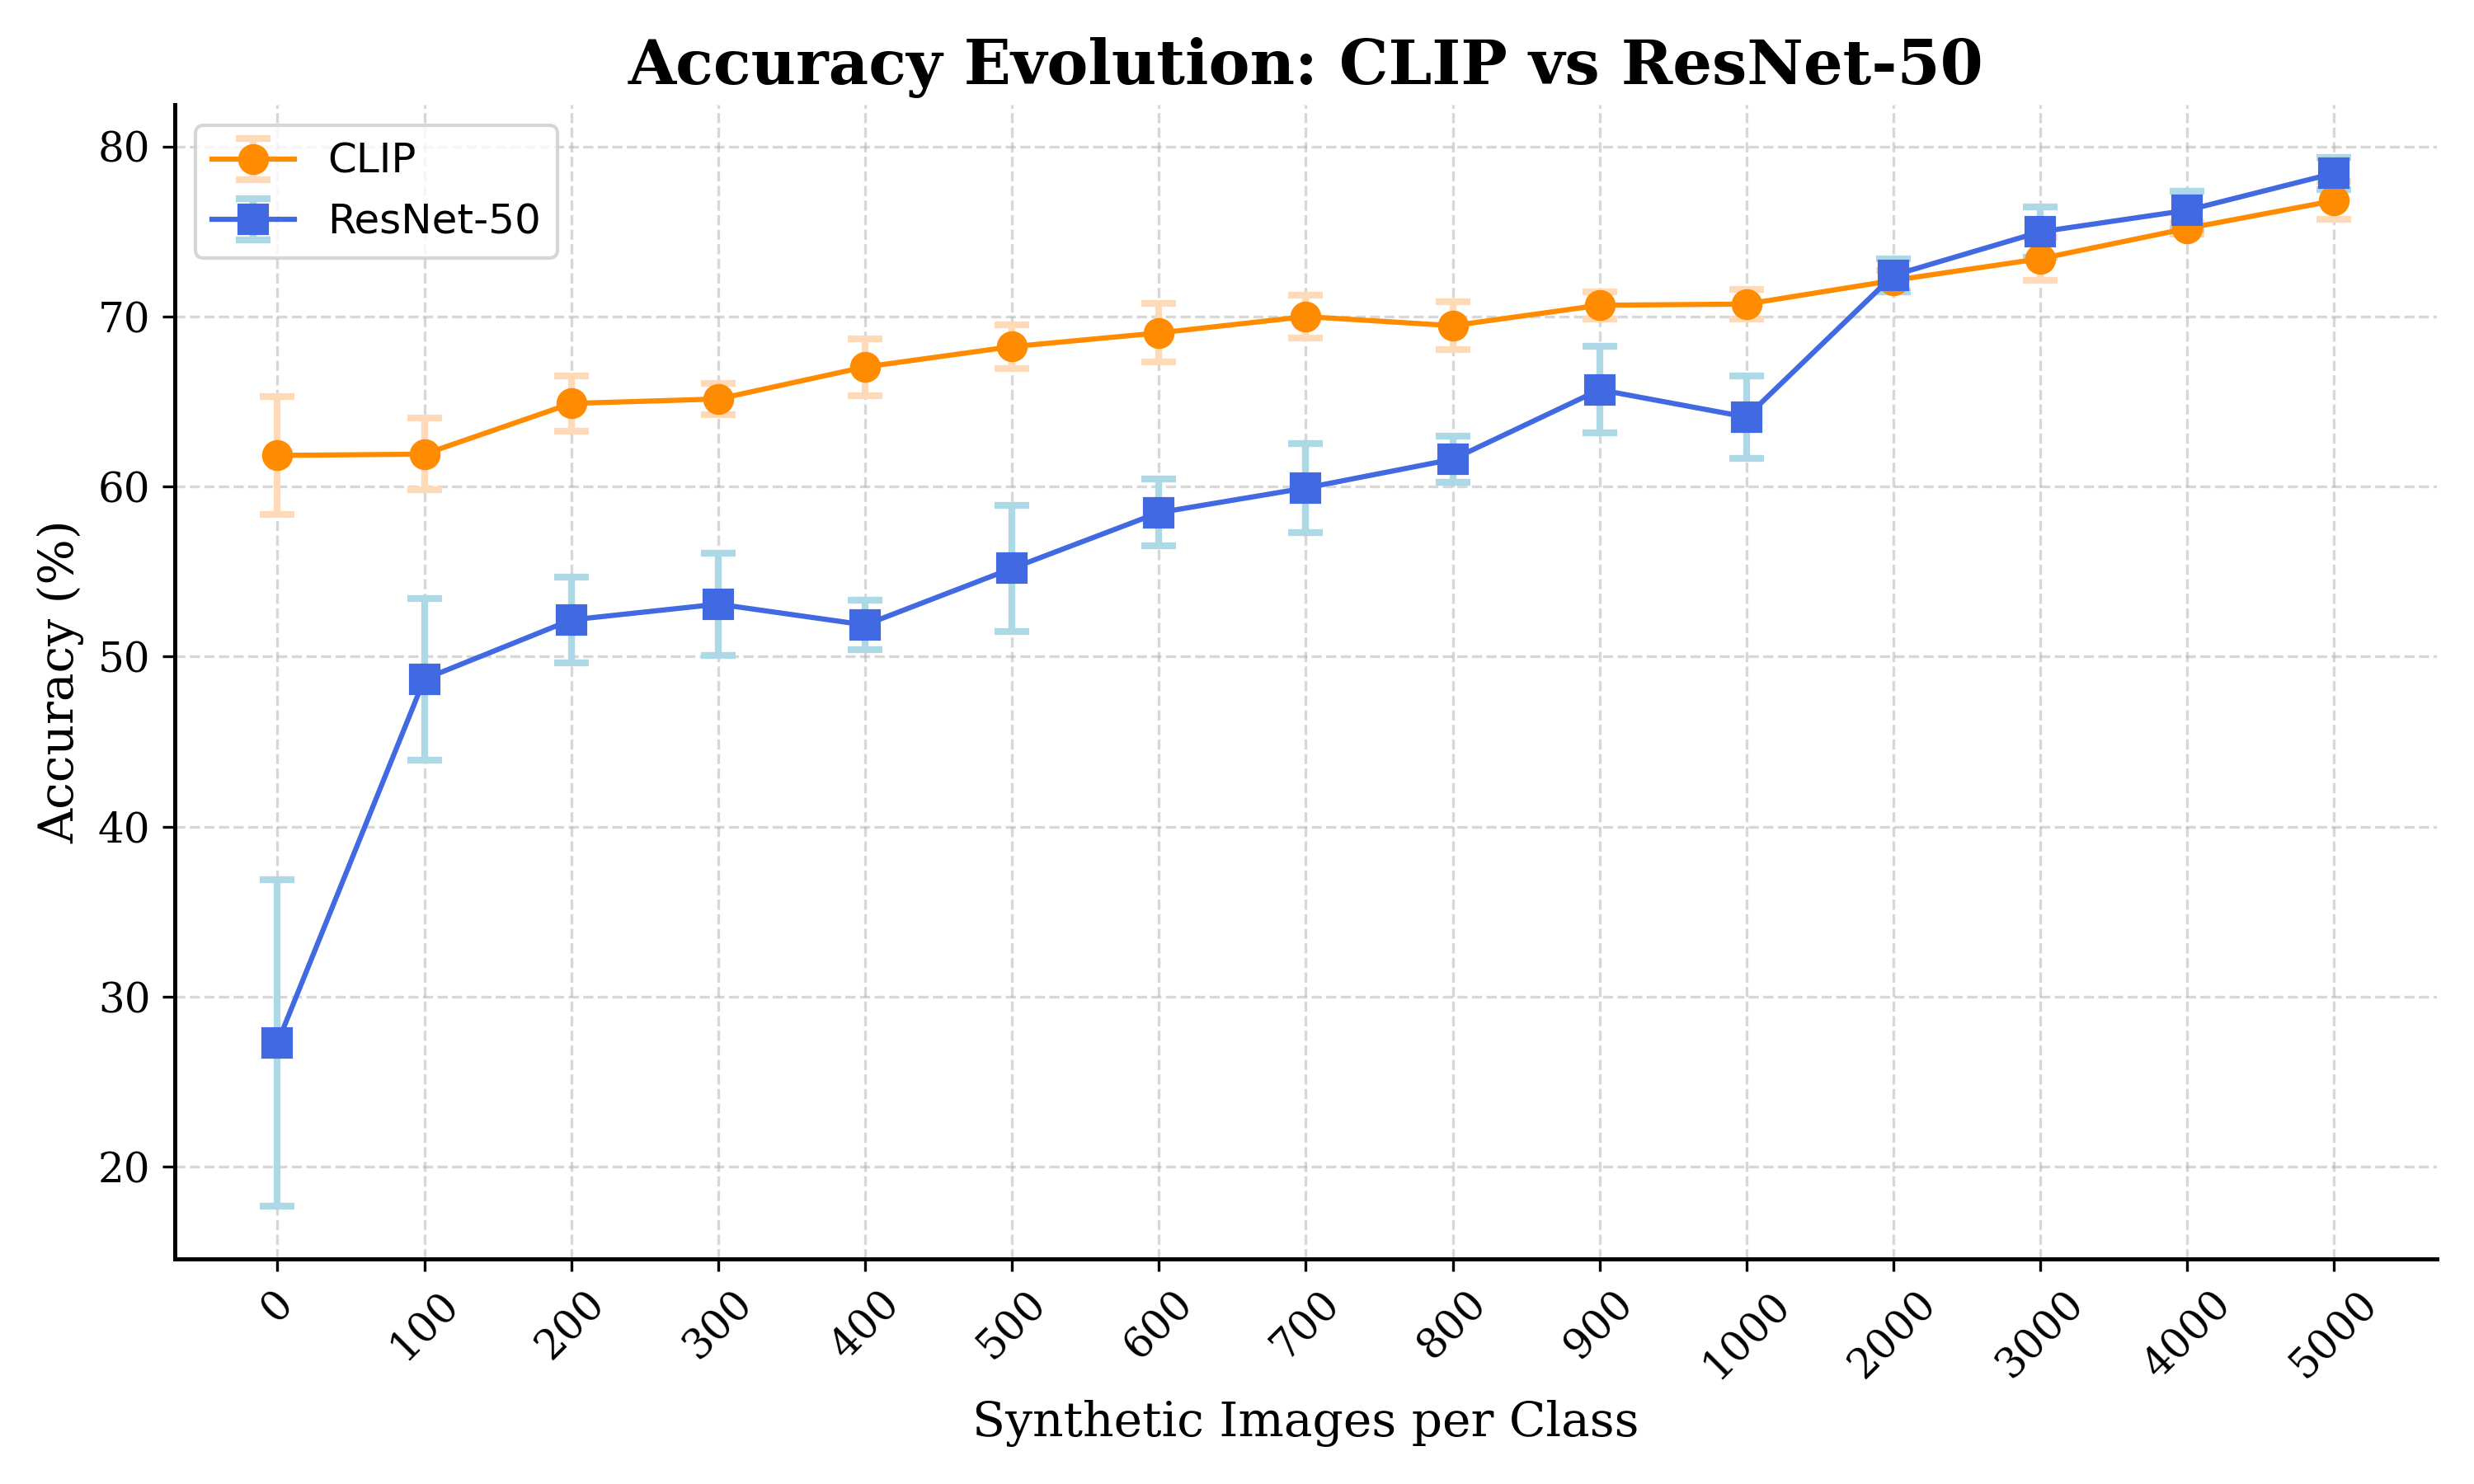 Accuracy Evolution: CLIP vs ResNet-50
CLIP
ResNet-50
Accuracy (%)
80
70
60
50
40
30
20
0 100 200 300 400 500 600 700 800 900 1000 2000 3000 4000 5000
Synthetic Images per Class